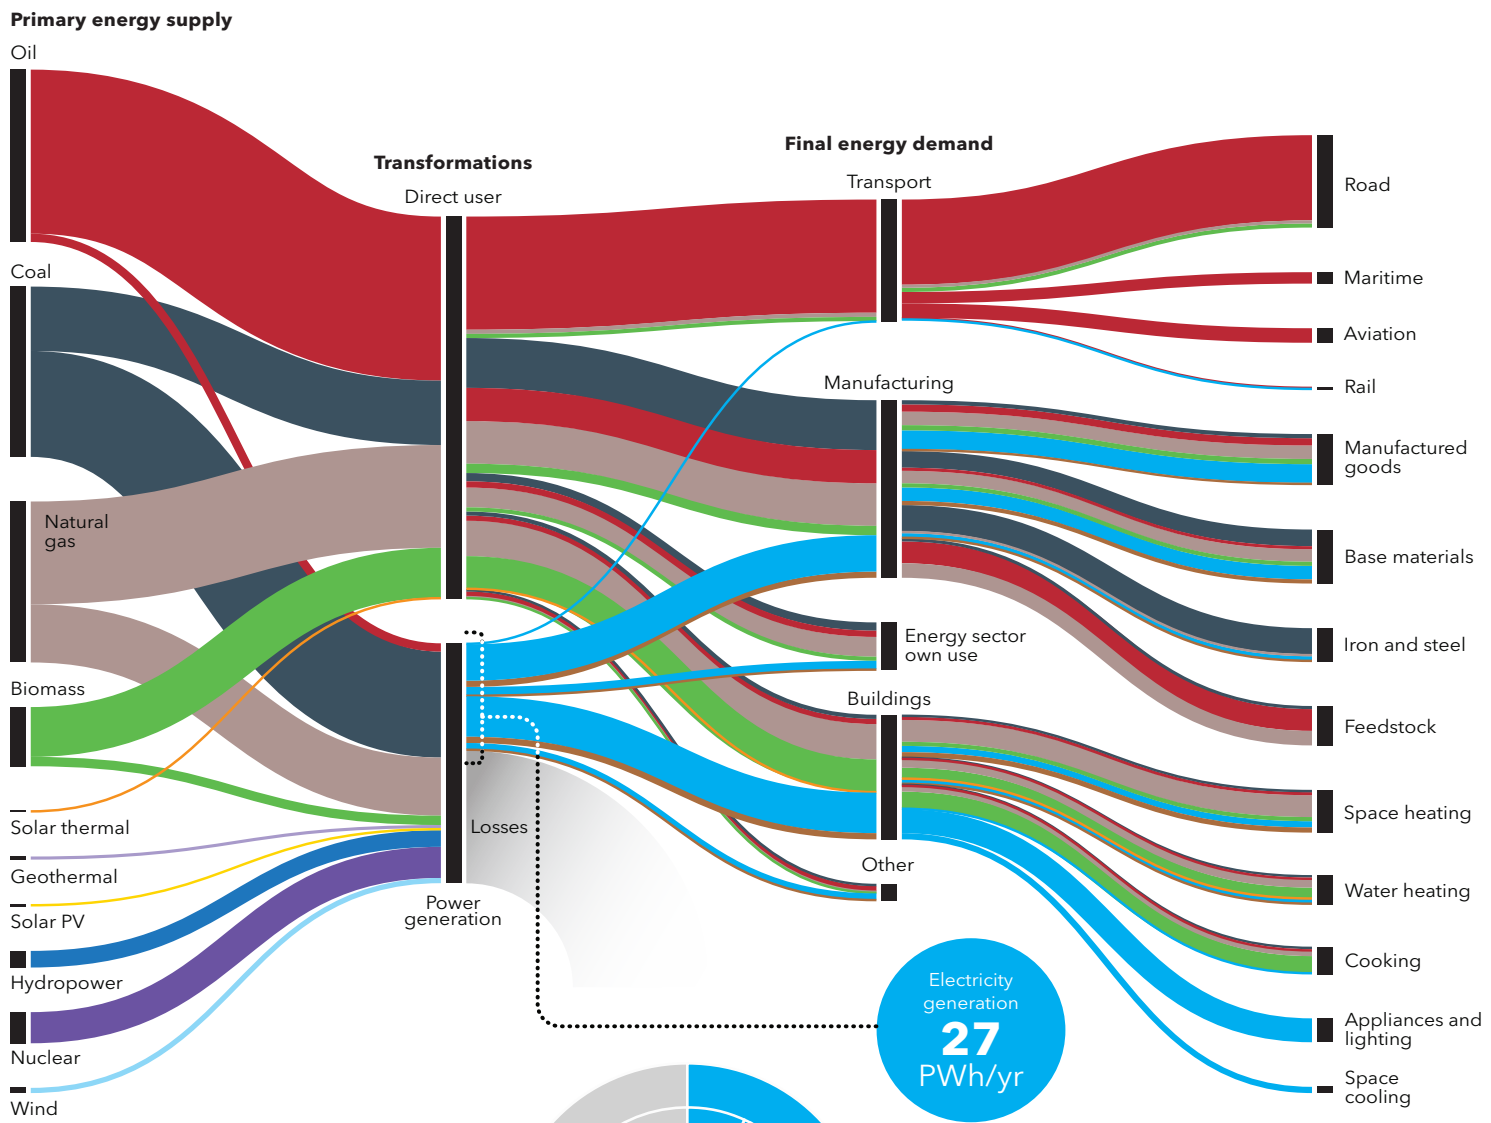 Primary energy supply
Oil
Coal
Natural
gas
Biomass
Solar thermal
Geothermal
Solar PV
Hydropower
Nuclear
Wind
Transformations
Direct user
Losses
Power
generation
Final energy demand
Transport
Manufacturing
Energy sector
own use
Buildings
Other
Road
Maritime
Aviation
Rail
Manufactured
goods
Base materials
Iron and steel
Feedstock
Space heating
Water heating
Cooking
Appliances and
lighting
Space
cooling
Electricity
generation
27
PWh/yr